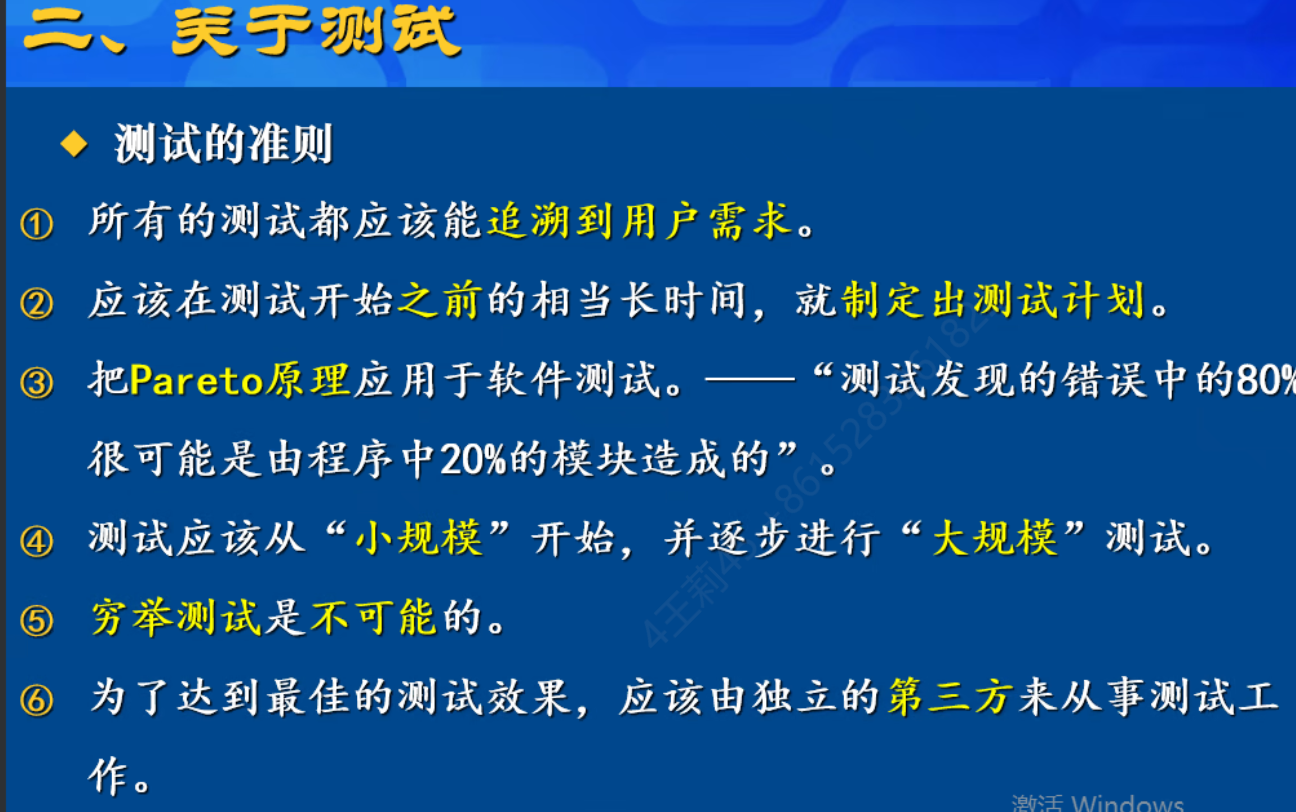 二、关于测试
◆ 测试的准则
① 所有的测试都应该能追溯到用户需求。
② 应该在测试开始之前的相当长时间，就制定出测试计划。
③ 把Pareto原理应用于软件测试。——“测试发现的错误中的80%
很可能是由程序中20%的模块造成的”。
④ 测试应该从“小规模”开始，并逐步进行“大规模”测试。
⑤ 穷举测试是不可能的。
⑥ 为了达到最佳的测试效果，应该由独立的第三方来从事测试工
作。
激活 Windows